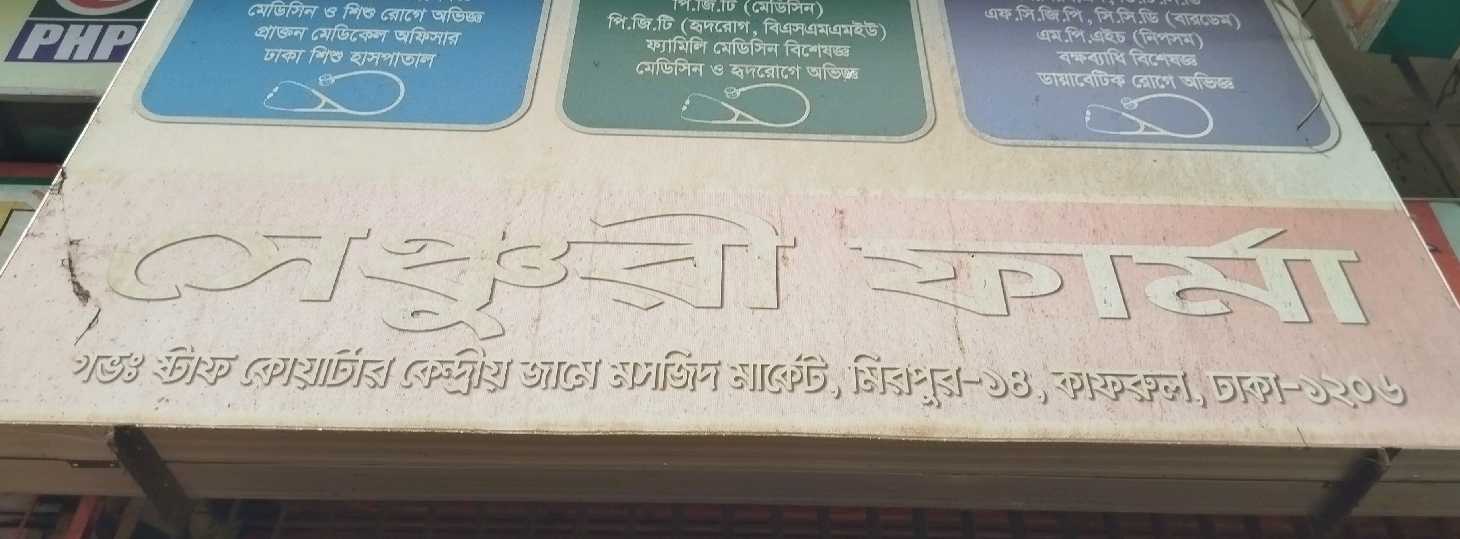 PHP
মেডিসিন ও শিশু রোগে অভিজ্ঞ
প্রাক্তন মেডিকেল অফিসার
ঢাকা শিশু হাসপাতাল
পি.জি.টি (মেডিসিন)
পি.জি.টি (হৃদরোগ, বিএসএমএমইউ)
ফ্যামিলি মেডিসিন বিশেষজ্ঞ
মেডিসিন ও হৃদরোগে অভিজ্ঞ
এফ.সি.জি.পি, সি.সি.ডি (বারডেম)
এম.পি.এইচ (নিপসম)
বক্ষব্যাধি বিশেষজ্ঞ
ডায়াবেটিক রোগে অভিজ্ঞ
সেঞ্চুরী ফার্মা
গভঃ ষ্টাফ কোয়ার্টার কেন্দ্রীয় জামে মসজিদ মার্কেট, মিরপুর-১৪, কাফরুল, ঢাকা-১২০৬